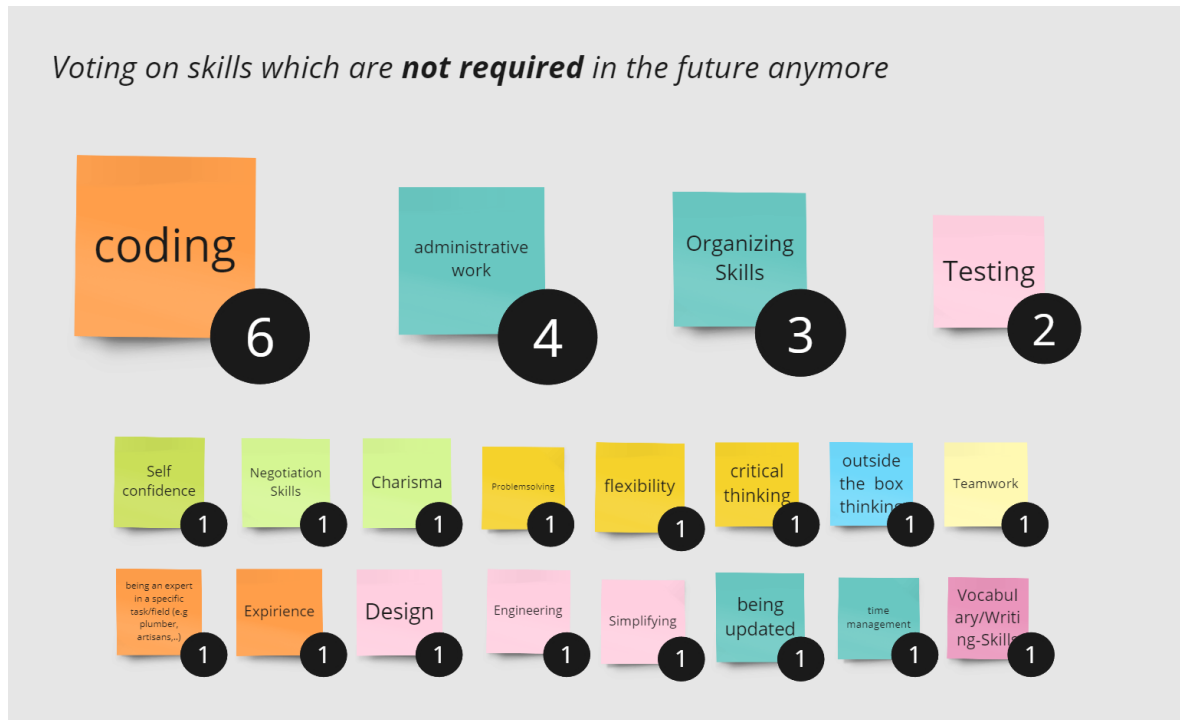 Voting on skills which are not required in the future anymore
coding
6
administrative
work
4
Organizing
Skills
3
Testing
2
Self
confidence
1
Negotiation
Skills
1
Charisma
1
Problemsolving
1
flexibility
1
critical
thinking
1
outside
the box
thinking
1
Teamwork
1
being an expert
in a specific
task/field (e.g
plumber,
artisans,..)
1
Expirience
1
Design
1
Engineering
1
Simplifying
1
being
updated
1
time
management
1
Vocabul
ary/Writi
ng-Skills
1